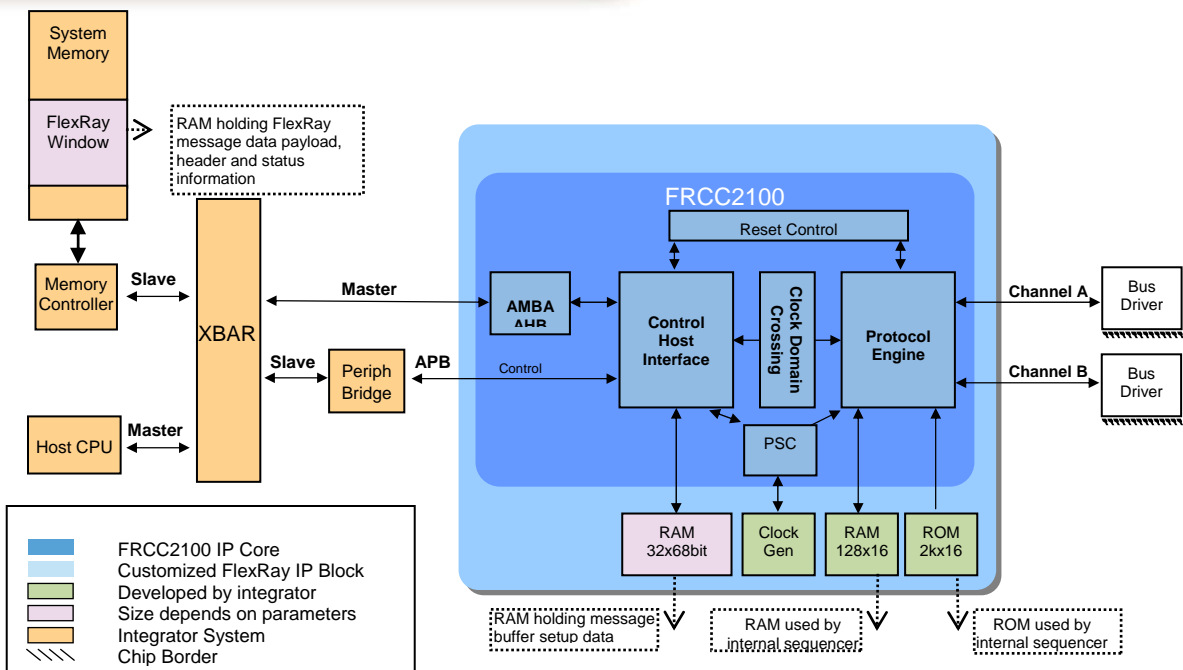 System
Memory
FlexRay
Window
RAM holding FlexRay
message data payload,
header and status
information
FRCC2100
Reset Control
Memory
Controller
Slave
XBAR
Master
AMBA
AHB
Control
Host
Interface
Clock Domain
Crossing
Protocol
Engine
Channel A
Bus
Driver
Slave
Periph
Bridge
APB
Control
Channel B
Bus
Driver
Host CPU
Master
PSC
RAM
32x68bit
Clock
Gen
RAM
128x16
ROM
2kx16
RAM holding message
buffer setup data
RAM used by
internal sequencer
ROM used by
internal sequencer
FRCC2100 IP Core
Customized FlexRay IP Block
Developed by integrator
Size depends on parameters
Integrator System
Chip Border